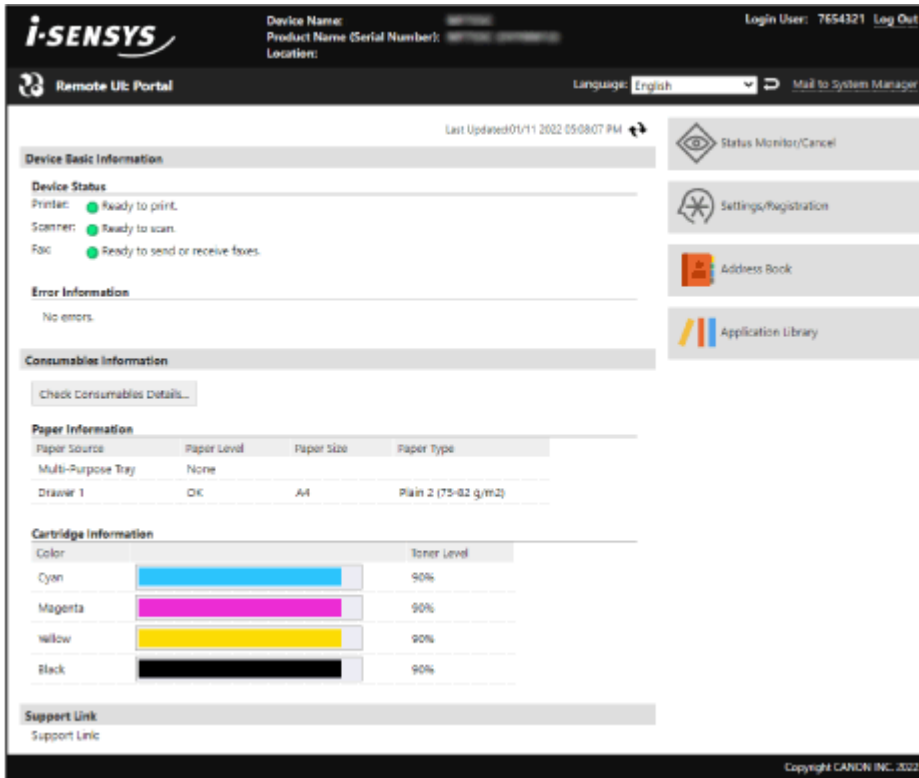 i-SENSYS
Device Name:
Product Name (Serial Number):
Location:
Login User: 7654321 Log Out
Remote UI: Portal
Language: English
Mail to System Manager
Last Updated:01/11 2022 05:08:07 PM
Device Basic Information
Device Status
Printer: Ready to print.
Scanner: Ready to scan.
Fax: Ready to send or receive faxes.
Error Information
No errors.
Consumables Information
Check Consumables Details...
Paper Information
Paper Source Paper Level Paper Size Paper Type
Multi-Purpose Tray None
Drawer 1 OK A4 Plain 2 (75-82 g/m2)
Cartridge Information
Color Toner Level
Cyan 90%
Magenta 90%
Yellow 90%
Black 90%
Support Link
Support Link:
Status Monitor/Cancel
Settings/Registration
Address Book
Application Library
Copyright CANON INC. 2022